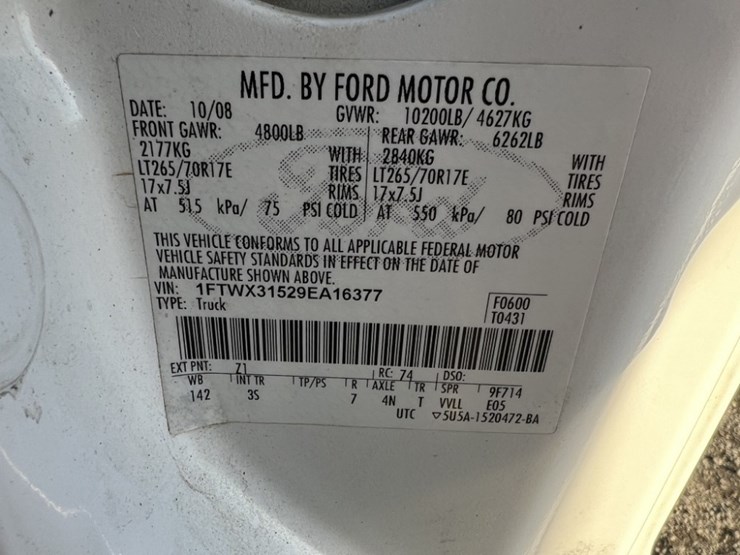 MFD. BY FORD MOTOR CO.
DATE: 10/08 GVWR: 10200LB/ 4627KG
FRONT GAWR: 4800LB REAR GAWR: 6262LB
2177KG WITH 2840KG WITH
LT265/70R17E TIRES LT265/70R17E TIRES
17x7.5J RIMS 17x7.5J RIMS
AT 515 kPa/ 75 PSI COLD AT 550 kPa/ 80 PSI COLD
THIS VEHICLE CONFORMS TO ALL APPLICABLE FEDERAL MOTOR
VEHICLE SAFETY STANDARDS IN EFFECT ON THE DATE OF
MANUFACTURE SHOWN ABOVE.
VIN: 1FTWX31529EA16377 F0600
TYPE: Truck T0431
EXT PNT: Z1 RC: 74 DSO:
WB INT TR TP/PS R AXLE TR SPR 9F714
142 3S 7 4N T VVLL E05
UTC ▽5U5A-1520472-BA
Ford